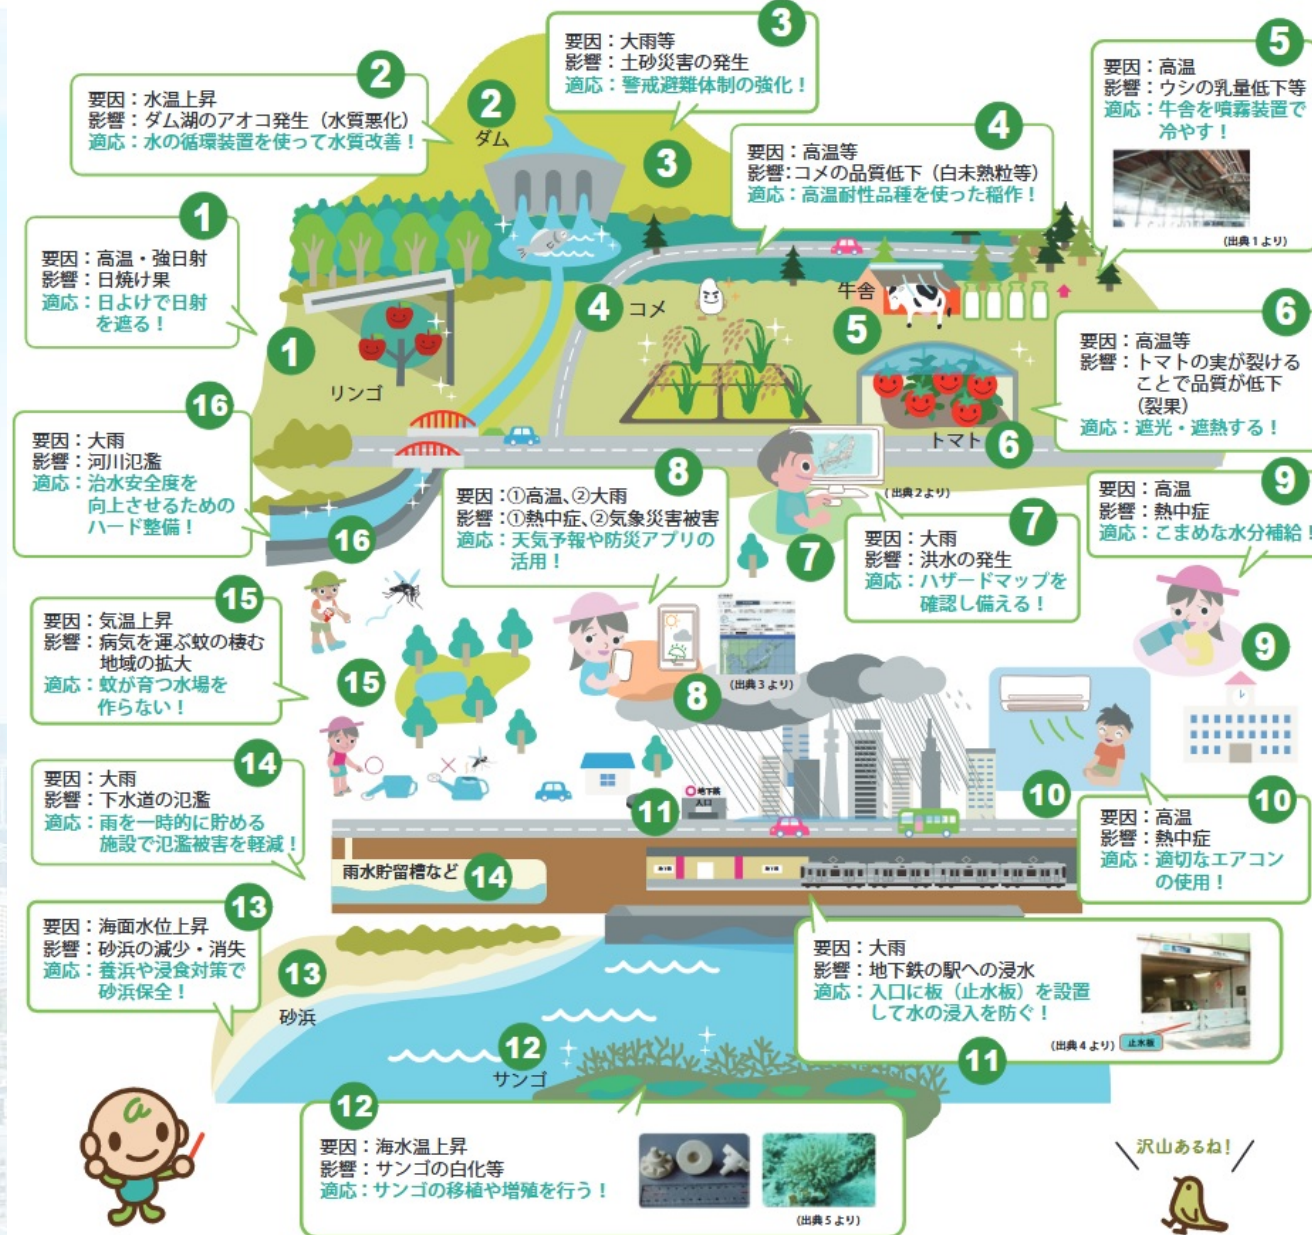 3
要因：大雨等
影響：土砂災害の発生
適応：警戒避難体制の強化！
5
要因：高温
影響：ウシの乳量低下等
適応：牛舎を噴霧装置で
冷やす！
(出典1より)
2
要因：水温上昇
影響：ダム湖のアオコ発生（水質悪化）
適応：水の循環装置を使って水質改善！
2
ダム
3
4
要因：高温等
影響：コメの品質低下（白未熟粒等）
適応：高温耐性品種を使った稲作！
1
要因：高温・強日射
影響：日焼け果
適応：日よけで日射
を遮る！
1
リンゴ
4 コメ
牛舎
5
6
要因：高温等
影響：トマトの実が裂ける
ことで品質が低下
（裂果）
適応：遮光・遮熱する！
トマト 6
16
要因：大雨
影響：河川氾濫
適応：治水安全度を
向上させるための
ハード整備！
16
8
要因：①高温、②大雨
影響：①熱中症、②気象災害被害
適応：天気予報や防災アプリの
活用！
(出典2より)
7
7
要因：大雨
影響：洪水の発生
適応：ハザードマップを
確認し備える！
9
要因：高温
影響：熱中症
適応：こまめな水分補給！
9
15
要因：気温上昇
影響：病気を運ぶ蚊の棲む
地域の拡大
適応：蚊が育つ水場を
作らない！
15
8
(出典3より)
14
要因：大雨
影響：下水道の氾濫
適応：雨を一時的に貯める
施設で氾濫被害を軽減！
11
地下鉄
入口
10
10
要因：高温
影響：熱中症
適応：適切なエアコン
の使用！
雨水貯留槽など 14
13
要因：海面水位上昇
影響：砂浜の減少・消失
適応：養浜や浸食対策で
砂浜保全！
13
砂浜
要因：大雨
影響：地下鉄の駅への浸水
適応：入口に板（止水板）を設置
して水の浸入を防ぐ！
(出典4より)
止水板
11
12
サンゴ
12
要因：海水温上昇
影響：サンゴの白化等
適応：サンゴの移植や増殖を行う！
(出典5より)
沢山あるね！